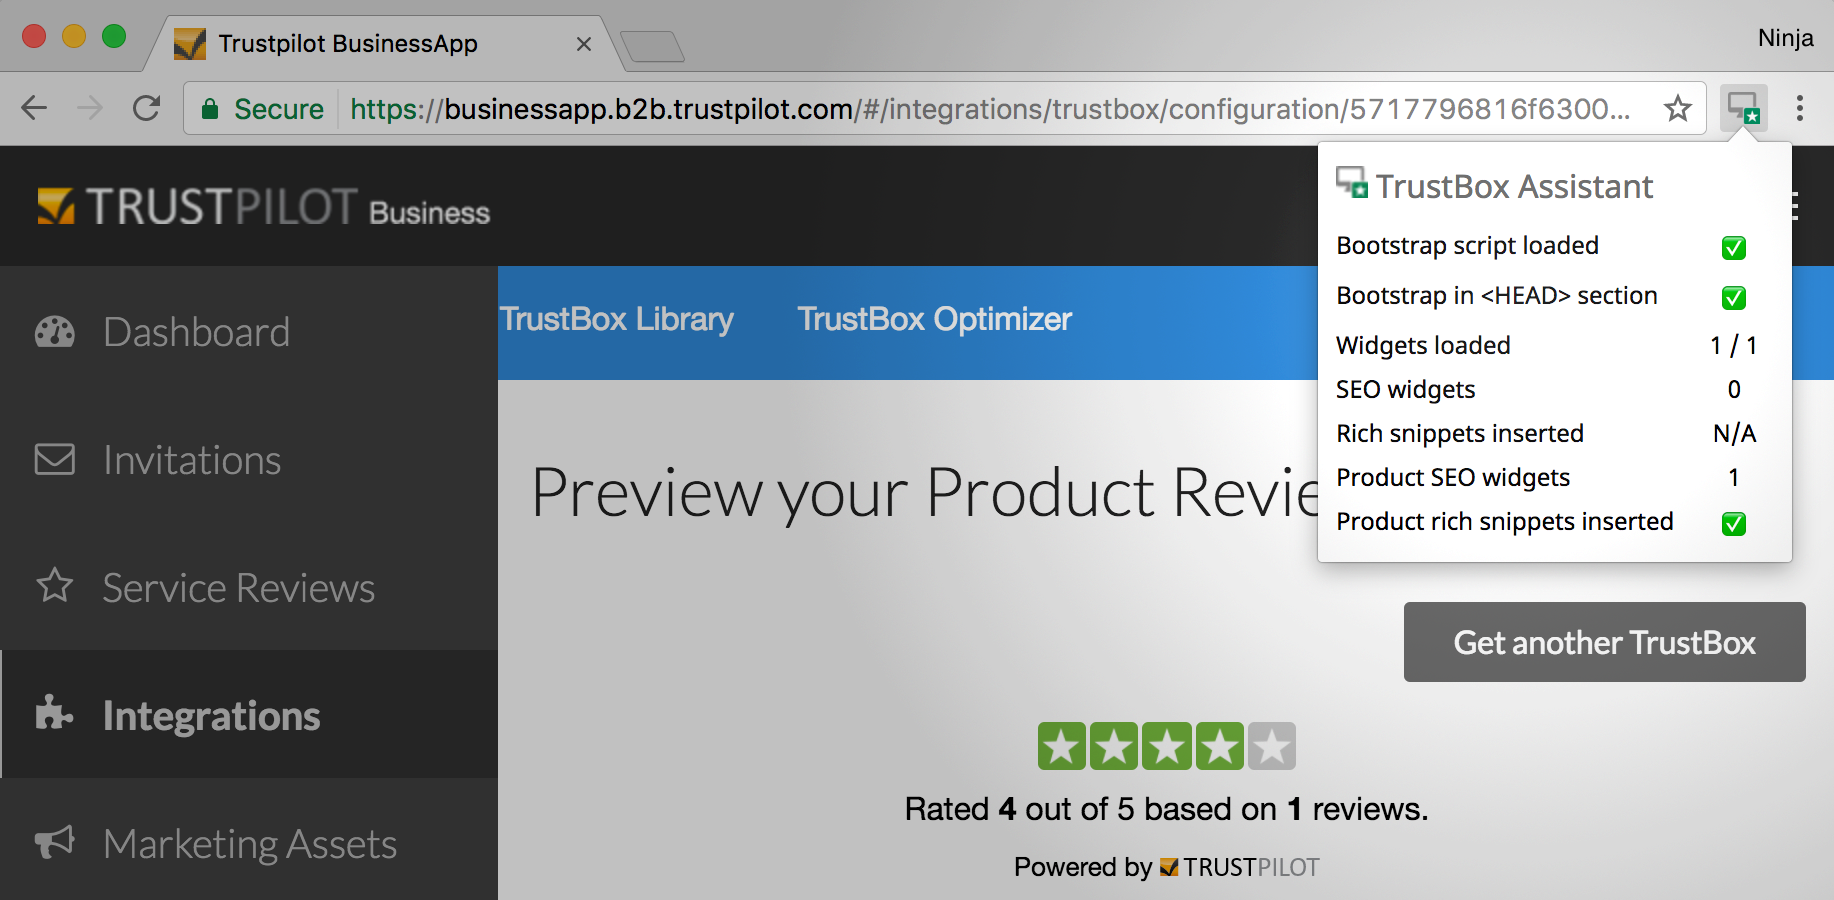 Trustpilot BusinessApp
Ninja
Secure https://businessapp.b2b.trustpilot.com/#/integrations/trustbox/configuration/5717796816f6300...
TRUSTPILOT Business
TrustBox Assistant
Bootstrap script loaded
Bootstrap in <HEAD> section
Widgets loaded 1 / 1
SEO widgets 0
Rich snippets inserted N/A
Product SEO widgets 1
Product rich snippets inserted
Dashboard
Invitations
Service Reviews
Integrations
Marketing Assets
TrustBox Library TrustBox Optimizer
Preview your Product Revie
Get another TrustBox
Rated 4 out of 5 based on 1 reviews.
Powered by TRUSTPILOT